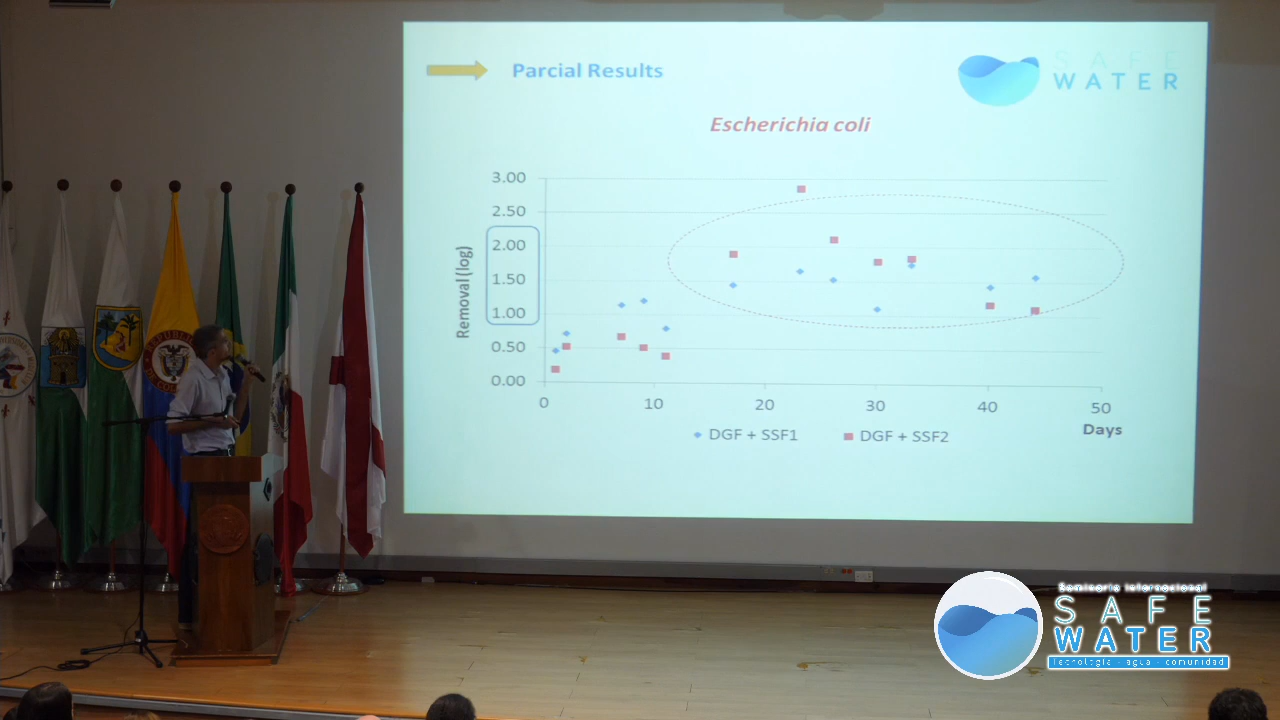 Parcial Results
SAFE
WATER
Escherichia coli
Removal (log)
3.00
2.50
2.00
1.50
1.00
0.50
0.00
0 10 20 30 40 50
Days
DGF + SSF1 DGF + SSF2
Seminario internacional
SAFE
WATER
Tecnología - agua - comunidad